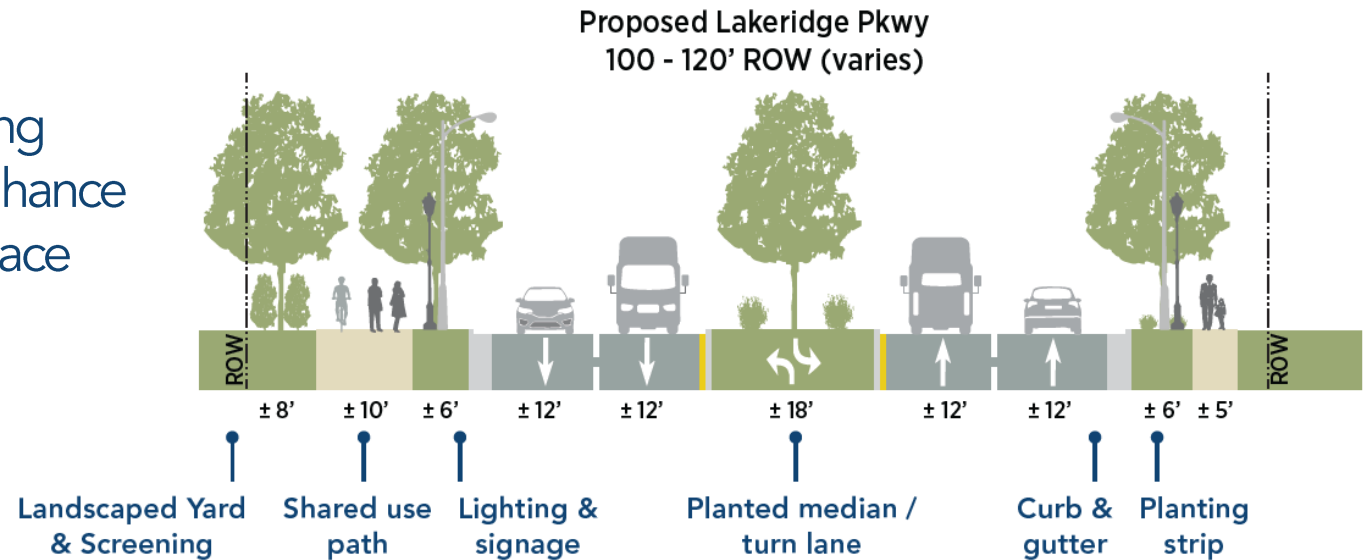 Proposed Lakeridge Pkwy
100 - 120' ROW (varies)
ng
hance
ace
ROW
ROW
± 8' ± 10' ± 6' ± 12' ± 12' ± 18' ± 12' ± 12' ± 6' ± 5'
Landscaped Yard
& Screening
Shared use
path
Lighting &
signage
Planted median /
turn lane
Curb &
gutter
Planting
strip